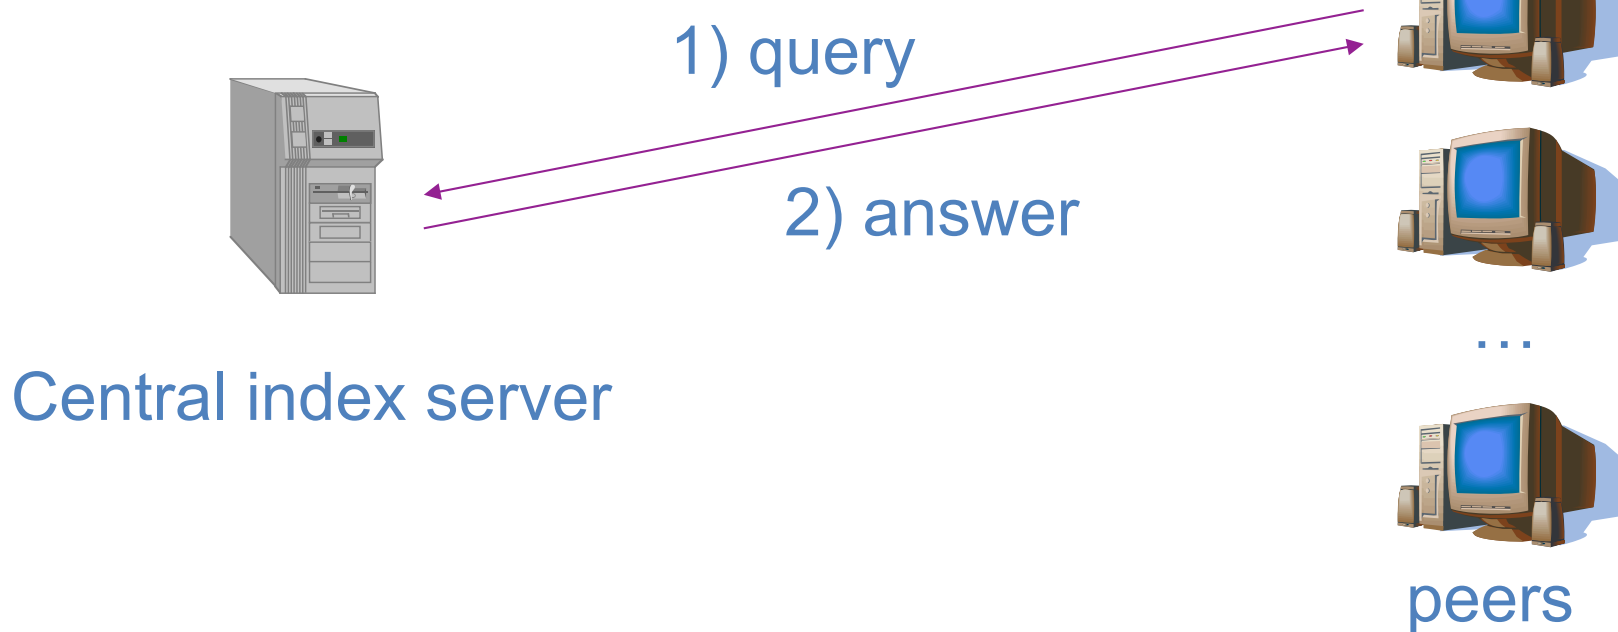 1) query
2) answer
…
Central index server
peers